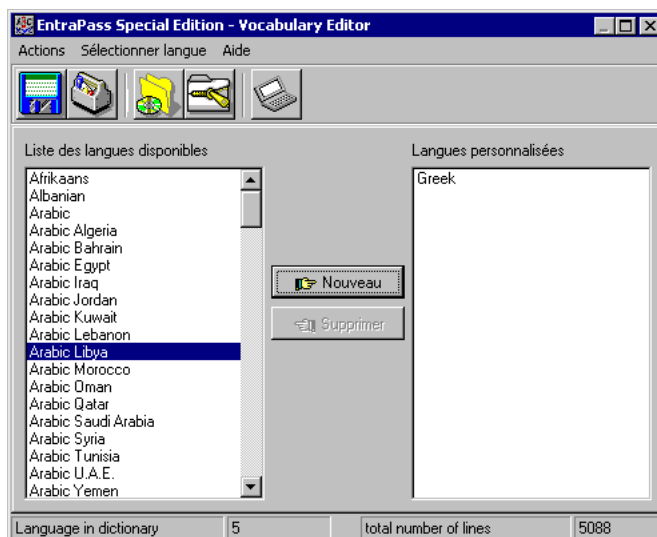 EntraPass Special Edition - Vocabulary Editor
Actions Sélectionner langue Aide
Liste des langues disponibles
Afrikaans
Albanian
Arabic
Arabic Algeria
Arabic Bahrain
Arabic Egypt
Arabic Iraq
Arabic Jordan
Arabic Kuwait
Arabic Lebanon
Arabic Libya
Arabic Morocco
Arabic Oman
Arabic Qatar
Arabic Saudi Arabia
Arabic Syria
Arabic Tunisia
Arabic U.A.E.
Arabic Yemen
Nouveau
Supprimer
Langues personnalisées
Greek
Language in dictionary 5 total number of lines 5088